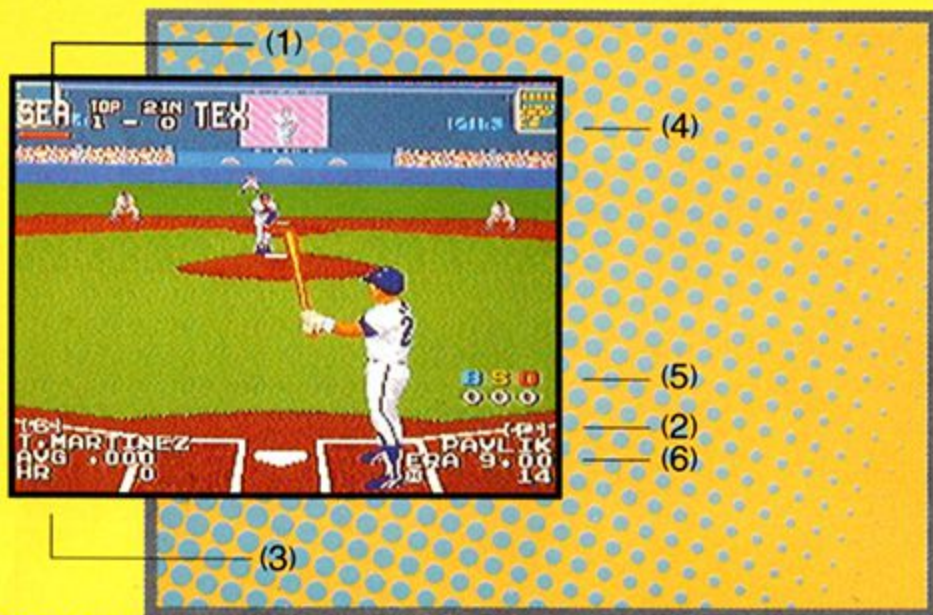 (1)
SEA TOP 2IN TEX
1 - 0
(4)
B S O
0 0 0
(5)
(2)
T.MARTINEZ PAVLIK
AVG .000 ERA 9.00
(6)
HR 0 14
(3)